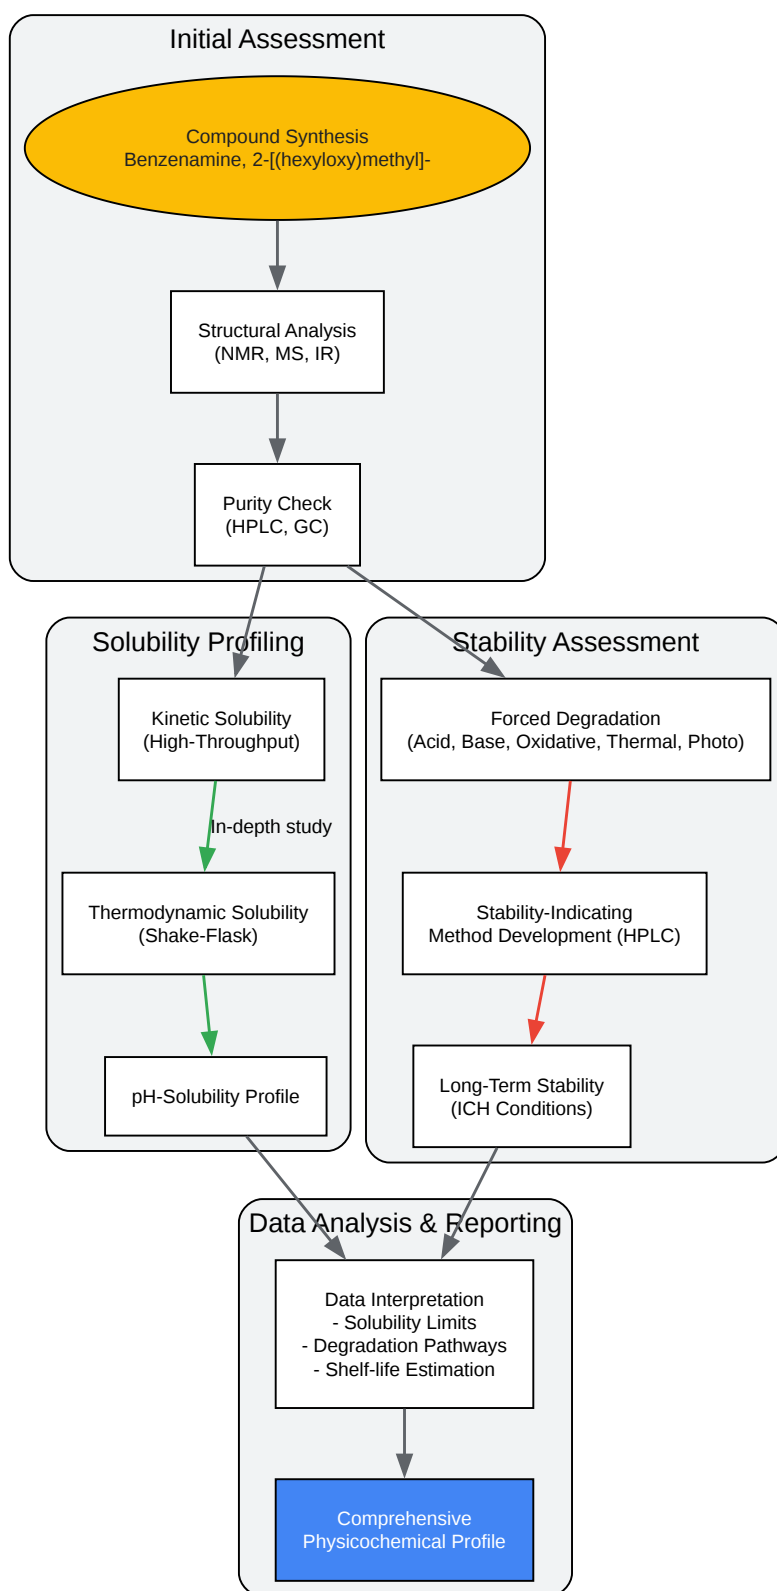 Initial Assessment
Compound Synthesis
Benzenamine, 2-[(hexyloxy)methyl]-
Structural Analysis
(NMR, MS, IR)
Purity Check
(HPLC, GC)
Solubility Profiling
Kinetic Solubility
(High-Throughput)
In-depth study
Thermodynamic Solubility
(Shake-Flask)
pH-Solubility Profile
Stability Assessment
Forced Degradation
(Acid, Base, Oxidative, Thermal, Photo)
Stability-Indicating
Method Development (HPLC)
Long-Term Stability
(ICH Conditions)
Data Analysis & Reporting
Data Interpretation
- Solubility Limits
- Degradation Pathways
- Shelf-life Estimation
Comprehensive
Physicochemical Profile